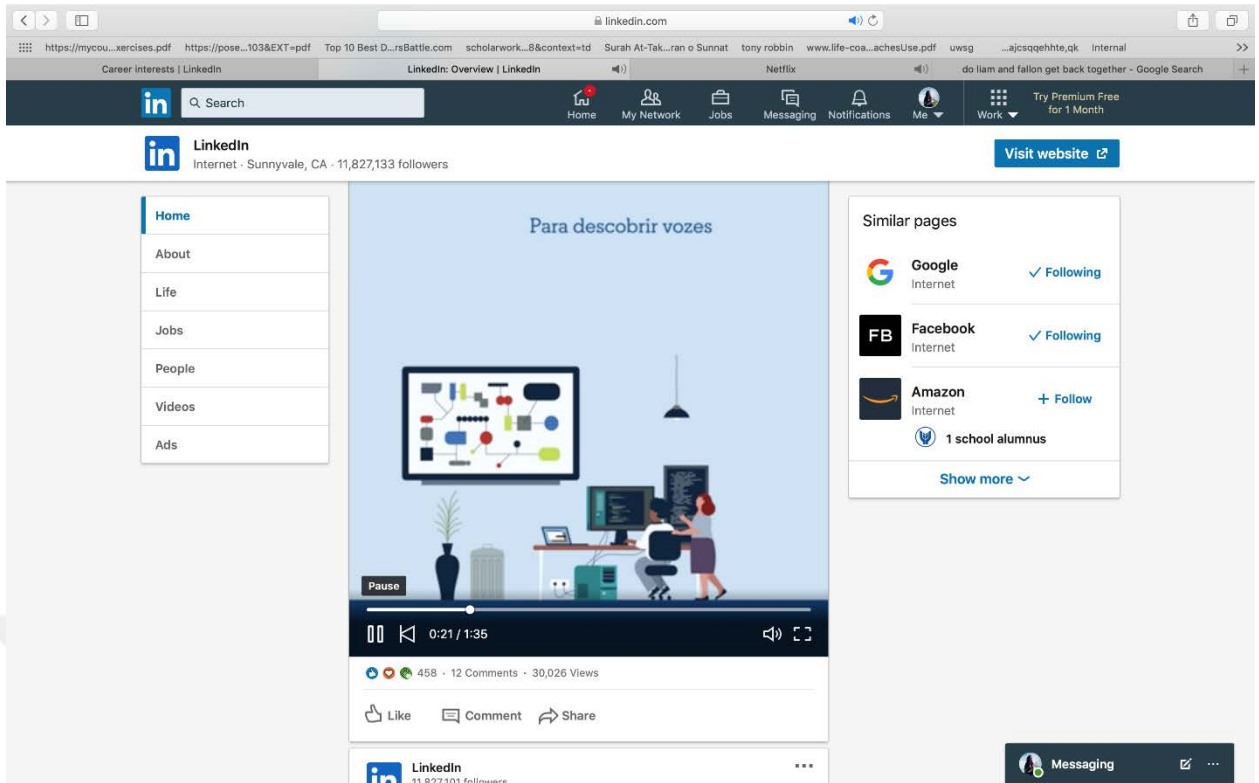 linkedin.com
https://mycou...xercises.pdf https://pose...103&EXT=pdf Top 10 Best D...rsBattle.com scholarwork...8&context=td Surah At-Tak...ran o Sunnat tony robbin www.life-coa...achesUse.pdf uwsg ...ajcsqqehhte,qk Internal >>
Career interests | LinkedIn LinkedIn: Overview | LinkedIn Netflix do liam and fallon get back together - Google Search +
in Search Home My Network Jobs Messaging Notifications Me Work Try Premium Free
for 1 Month
in LinkedIn
Internet · Sunnyvale, CA · 11,827,133 followers
Visit website
Home
About
Life
Jobs
People
Videos
Ads
Para descobrir vozes
Pause
0:21 / 1:35
458 · 12 Comments · 30,026 Views
Like Comment Share
in LinkedIn
11,827,101 followers
Similar pages
Google
Internet
Following
FB Facebook
Internet
Following
Amazon
Internet
+ Follow
1 school alumnus
Show more
Messaging